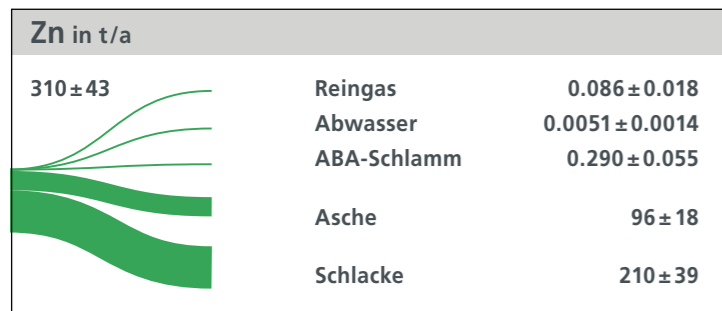 Zn in t/a
310±43
Reingas 0.086±0.018
Abwasser 0.0051±0.0014
ABA-Schlamm 0.290±0.055
Asche 96±18
Schlacke 210±39